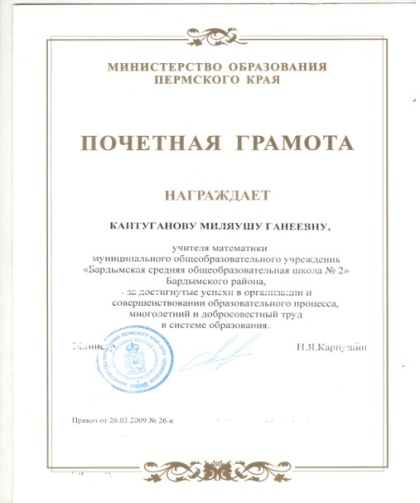 МИНИСТЕРСТВО ОБРАЗОВАНИЯ
ПЕРМСКОГО КРАЯ
ПОЧЕТНАЯ ГРАМОТА
НАГРАЖДАЕТ
КАНТУГАНОВУ МИЛЯУШУ ГАНЕЕВНУ,
учителя математики
муниципального общеобразовательного учреждения
«Бардымская средняя общеобразовательная школа № 2»
Бардымского района,
за достигнутые успехи в организации и
совершенствовании образовательного процесса,
многолетний и добросовестный труд
в системе образования.
Министр Н.Я.Карпушин
Приказ от 26.03.2009 № 26-к